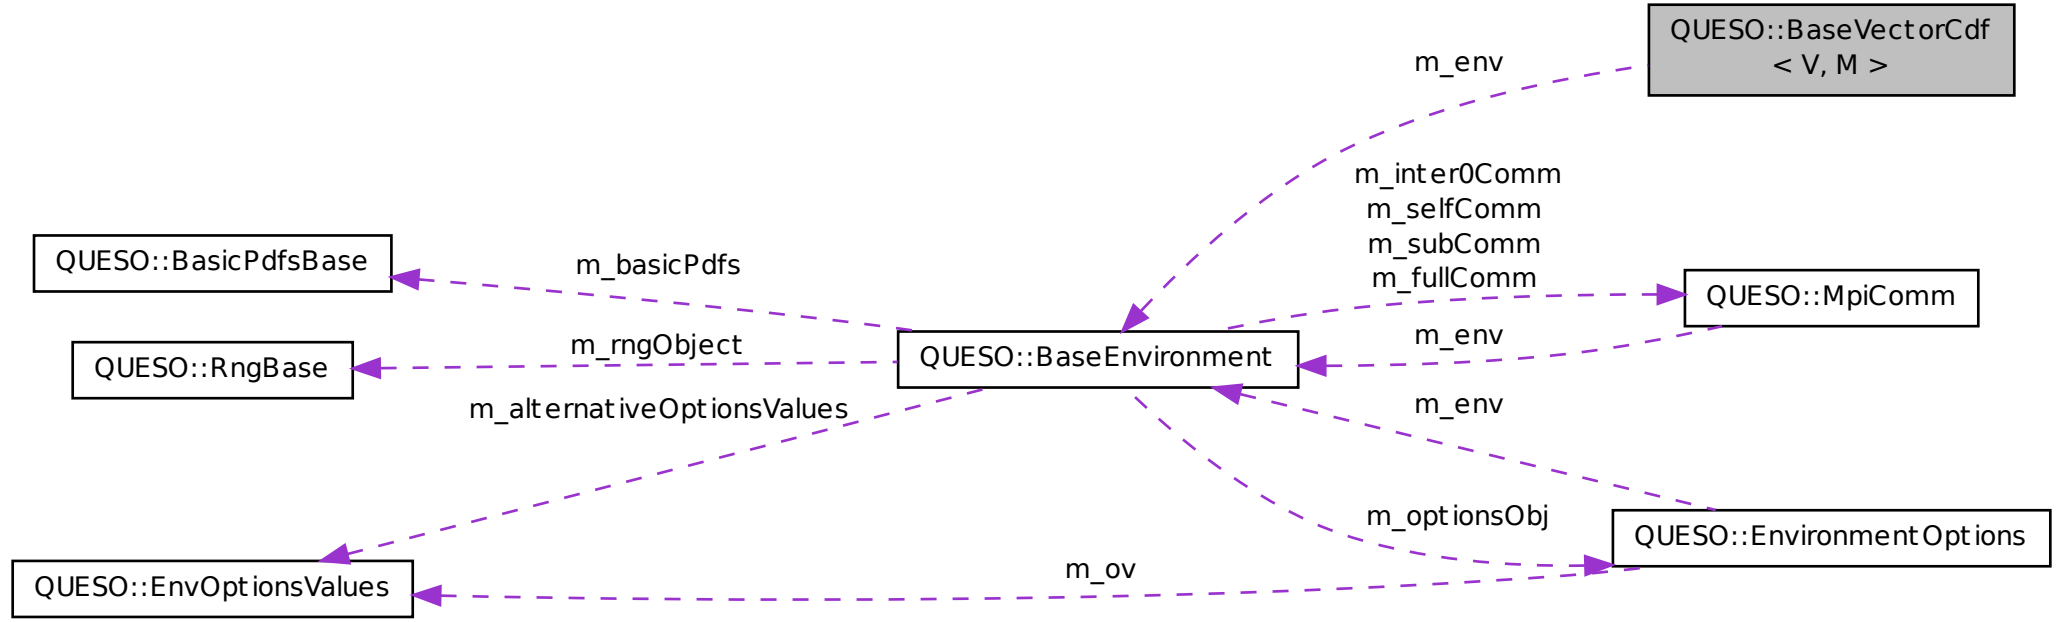 QUESO::BaseVectorCdf
< V, M >
m_env
m_inter0Comm
m_selfComm
m_subComm
m_fullComm
QUESO::BasicPdfsBase
m_basicPdfs
QUESO::MpiComm
m_env
m_rngObject
QUESO::BaseEnvironment
QUESO::RngBase
m_alternativeOptionsValues
m_env
m_optionsObj
QUESO::EnvironmentOptions
m_ov
QUESO::EnvOptionsValues